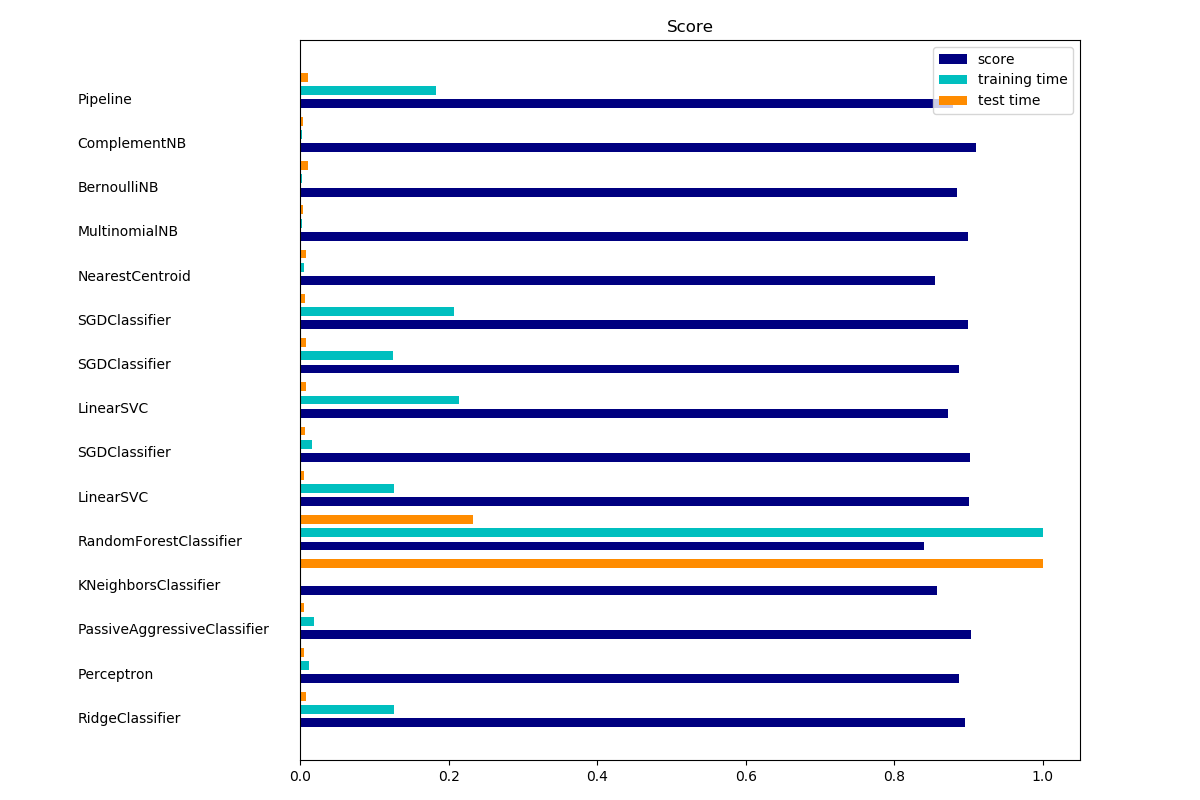 Score
score
training time
test time
Pipeline
ComplementNB
BernoulliNB
MultinomialNB
NearestCentroid
SGDClassifier
SGDClassifier
LinearSVC
SGDClassifier
LinearSVC
RandomForestClassifier
KNeighborsClassifier
PassiveAggressiveClassifier
Perceptron
RidgeClassifier
0.0 0.2 0.4 0.6 0.8 1.0